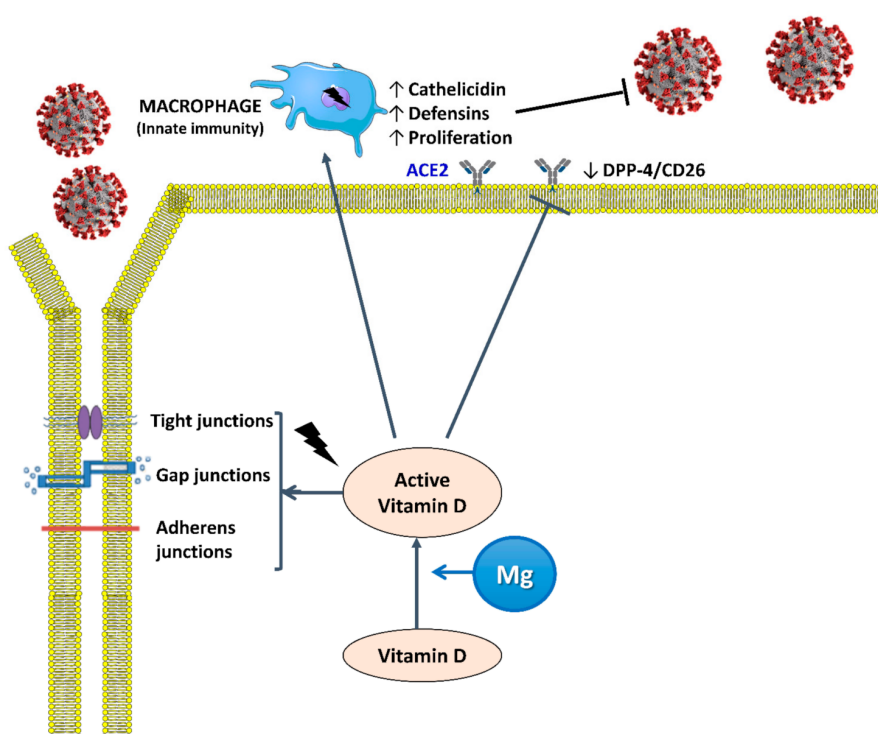 MACROPHAGE
(Innate immunity)
↑ Cathelicidin
↑ Defensins
↑ Proliferation
ACE2
↓ DPP-4/CD26
Tight junctions
Gap junctions
Adherens
junctions
Active
Vitamin D
Mg
Vitamin D